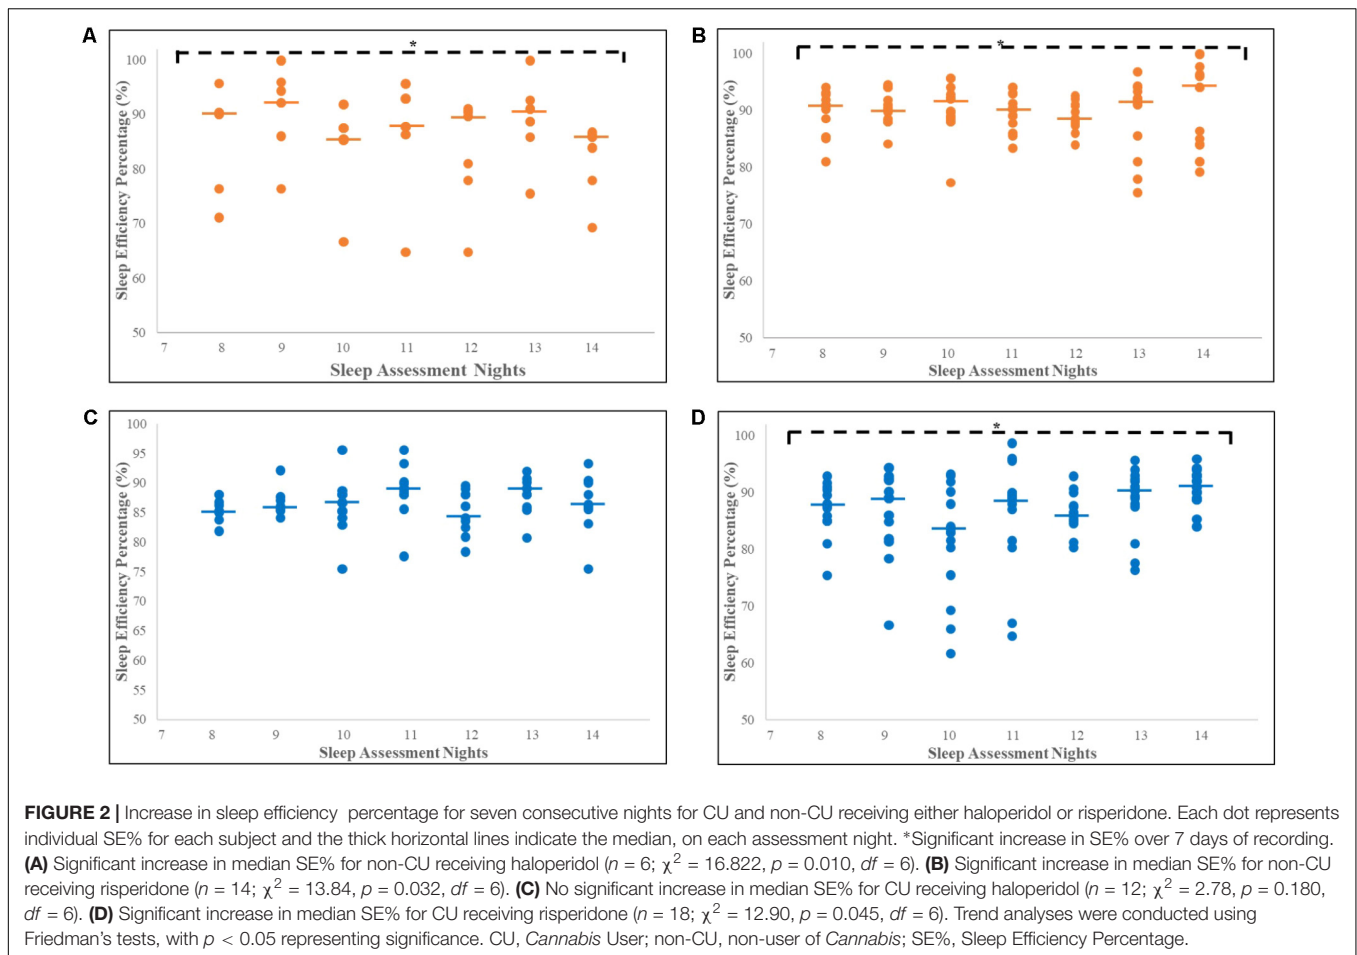 A
*
100
90
80
70
60
50
Sleep Efficiency Percentage (%)
7 8 9 10 11 12 13 14
Sleep Assessment Nights
B
*
100
90
80
70
60
50
Sleep Efficiency Percentage (%)
7 8 9 10 11 12 13 14
Sleep Assessment Nights
C
100
95
90
85
80
75
70
65
60
55
50
Sleep Efficiency Percentage (%)
7 8 9 10 11 12 13 14
Sleep Assessment Nights
D
*
100
90
80
70
60
50
Sleep Efficiency Percentage (%)
7 8 9 10 11 12 13 14
Sleep Assessment Nights
FIGURE 2 | Increase in sleep efficiency percentage for seven consecutive nights for CU and non-CU receiving either haloperidol or risperidone. Each dot represents
individual SE% for each subject and the thick horizontal lines indicate the median, on each assessment night. *Significant increase in SE% over 7 days of recording.
(A) Significant increase in median SE% for non-CU receiving haloperidol (n = 6; χ² = 16.822, p = 0.010, df = 6). (B) Significant increase in median SE% for non-CU
receiving risperidone (n = 14; χ² = 13.84, p = 0.032, df = 6). (C) No significant increase in median SE% for CU receiving haloperidol (n = 12; χ² = 2.78, p = 0.180,
df = 6). (D) Significant increase in median SE% for CU receiving risperidone (n = 18; χ² = 12.90, p = 0.045, df = 6). Trend analyses were conducted using
Friedman's tests, with p < 0.05 representing significance. CU, Cannabis User; non-CU, non-user of Cannabis; SE%, Sleep Efficiency Percentage.